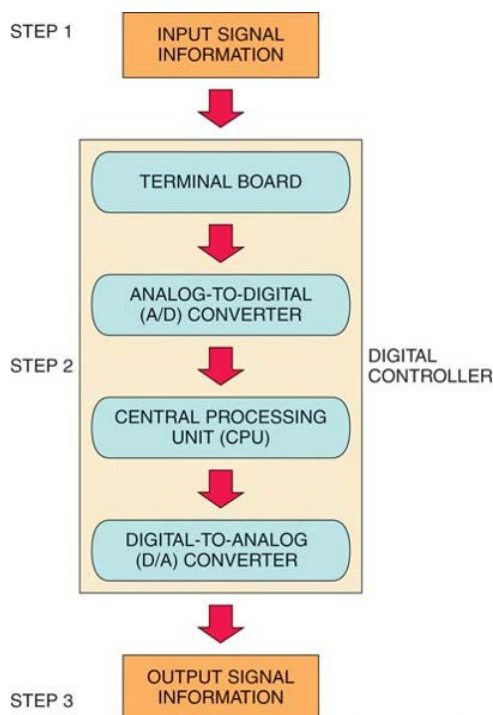 STEP 1
INPUT SIGNAL
INFORMATION
TERMINAL BOARD
ANALOG-TO-DIGITAL
(A/D) CONVERTER
STEP 2
DIGITAL
CONTROLLER
CENTRAL PROCESSING
UNIT (CPU)
DIGITAL-TO-ANALOG
(D/A) CONVERTER
OUTPUT SIGNAL
INFORMATION
STEP 3